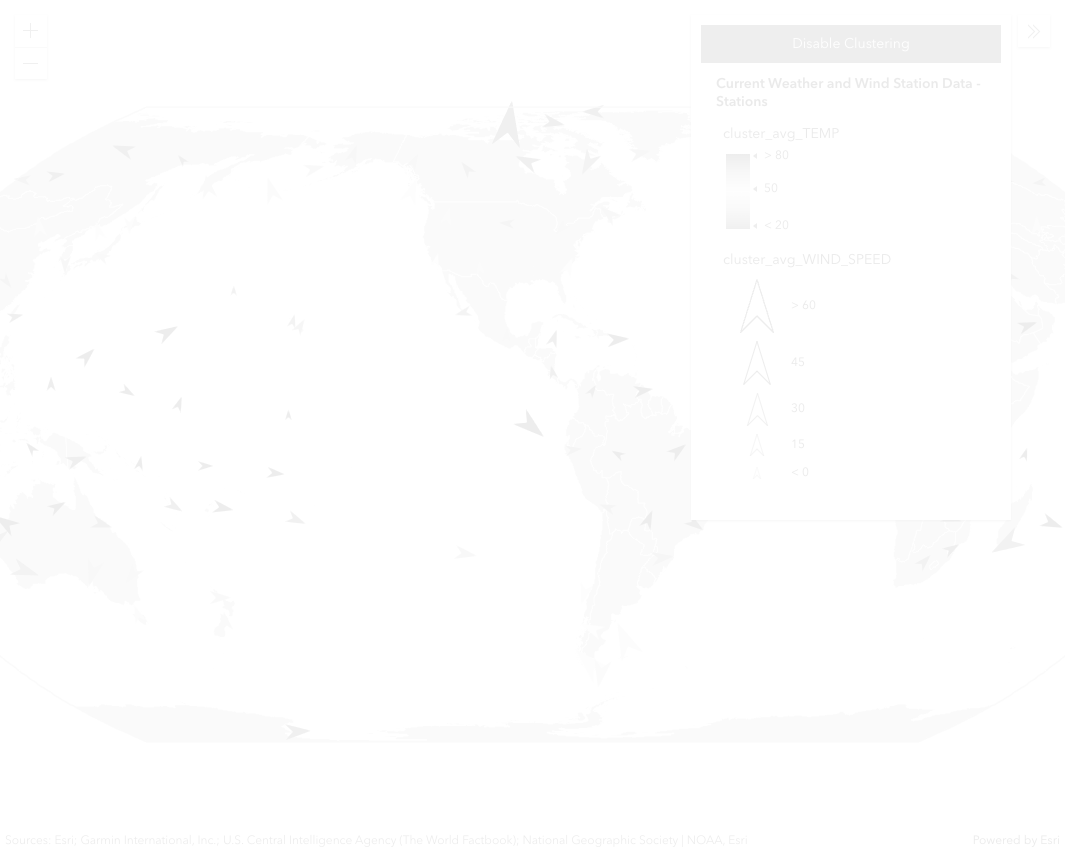 Disable Clustering
Current Weather and Wind Station Data -
Stations
cluster_avg_TEMP
> 80
50
< 20
cluster_avg_WIND_SPEED
> 60
45
30
15
< 0
Sources: Esri; Garmin International, Inc.; U.S. Central Intelligence Agency (The World Factbook); National Geographic Society | NOAA, Esri
Powered by Esri